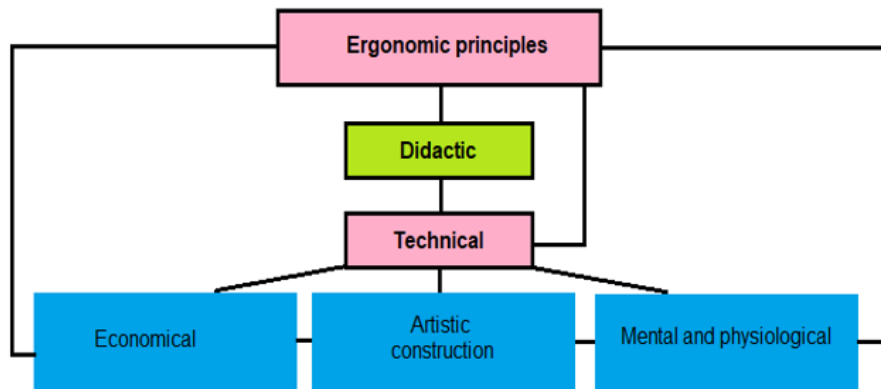 Ergonomic principles
Didactic
Technical
Economical
Artistic
construction
Mental and physiological